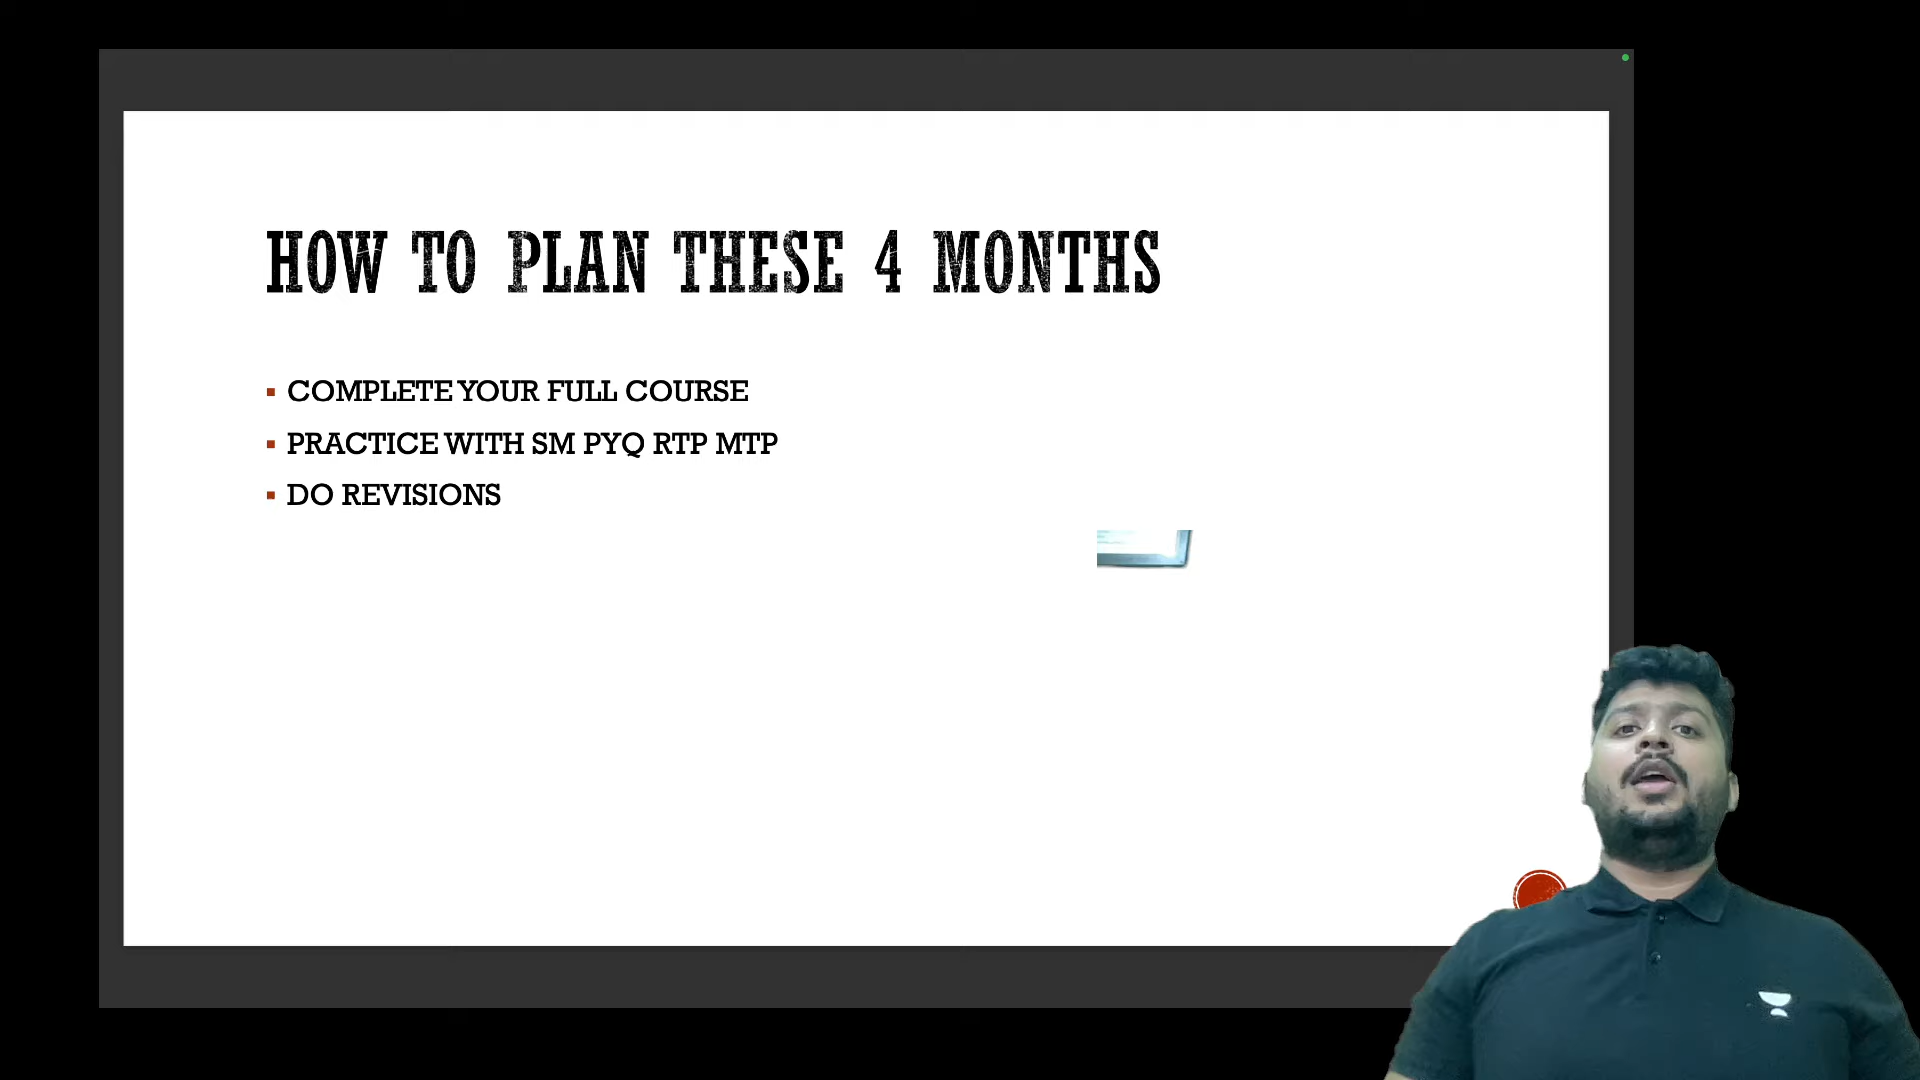 HOW TO PLAN THESE 4 MONTHS
COMPLETE YOUR FULL COURSE
PRACTICE WITH SM PYQ RTP MTP
DO REVISIONS